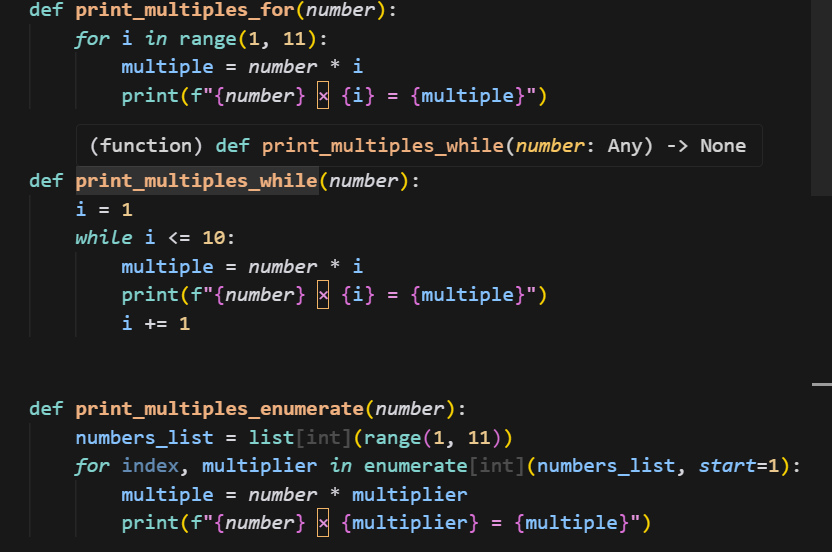 def print_multiples_for(number):
    for i in range(1, 11):
        multiple = number * i
        print(f"{number} × {i} = {multiple}")
(function) def print_multiples_while(number: Any) -> None
def print_multiples_while(number):
    i = 1
    while i <= 10:
        multiple = number * i
        print(f"{number} × {i} = {multiple}")
        i += 1
def print_multiples_enumerate(number):
    numbers_list = list[int](range(1, 11))
    for index, multiplier in enumerate[int](numbers_list, start=1):
        multiple = number * multiplier
        print(f"{number} × {multiplier} = {multiple}")